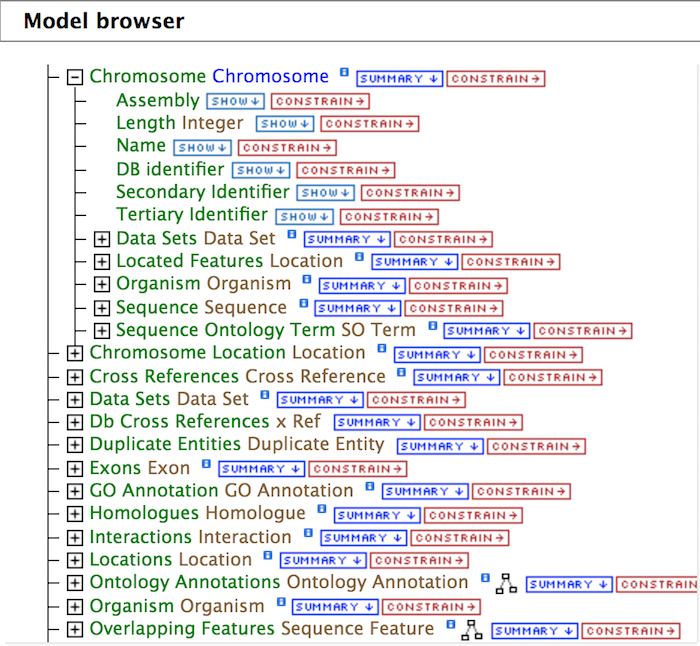 Model browser
Chromosome Chromosome i SUMMARY ↓ CONSTRAIN →
Assembly SHOW ↓ CONSTRAIN →
Length Integer SHOW ↓ CONSTRAIN →
Name SHOW ↓ CONSTRAIN →
DB identifier SHOW ↓ CONSTRAIN →
Secondary Identifier SHOW ↓ CONSTRAIN →
Tertiary Identifier SHOW ↓ CONSTRAIN →
Data Sets Data Set i SUMMARY ↓ CONSTRAIN →
Located Features Location i SUMMARY ↓ CONSTRAIN →
Organism Organism i SUMMARY ↓ CONSTRAIN →
Sequence Sequence i SUMMARY ↓ CONSTRAIN →
Sequence Ontology Term SO Term i SUMMARY ↓ CONSTRAIN →
Chromosome Location Location i SUMMARY ↓ CONSTRAIN →
Cross References Cross Reference i SUMMARY ↓ CONSTRAIN →
Data Sets Data Set i SUMMARY ↓ CONSTRAIN →
Db Cross References x Ref SUMMARY ↓ CONSTRAIN →
Duplicate Entities Duplicate Entity SUMMARY ↓ CONSTRAIN →
Exons Exon i SUMMARY ↓ CONSTRAIN →
GO Annotation GO Annotation i SUMMARY ↓ CONSTRAIN →
Homologues Homologue i SUMMARY ↓ CONSTRAIN →
Interactions Interaction i SUMMARY ↓ CONSTRAIN →
Locations Location i SUMMARY ↓ CONSTRAIN →
Ontology Annotations Ontology Annotation i SUMMARY ↓ CONSTRAIN
Organism Organism i SUMMARY ↓ CONSTRAIN →
Overlapping Features Sequence Feature i SUMMARY ↓ CONSTRAIN →